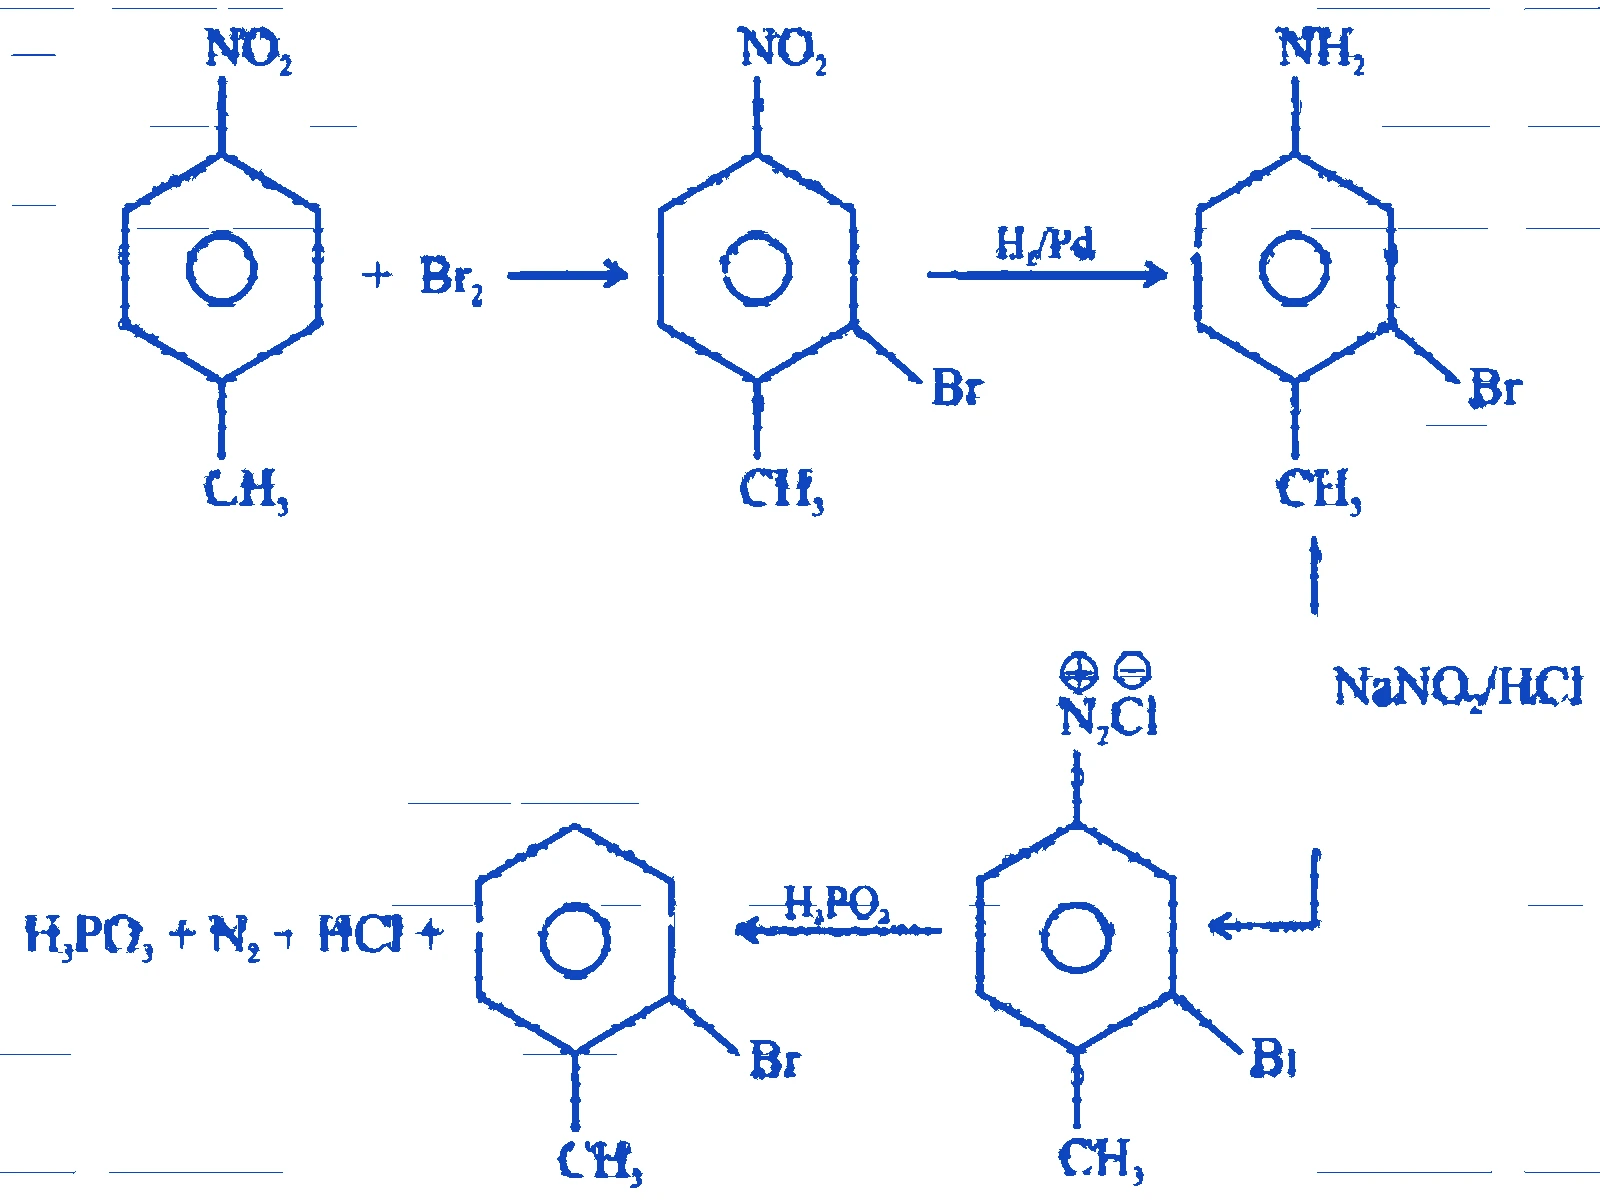 NO₂ NO₂ NH₂
+ Br₂ H₂/Pd
Br Br
CH₃ CH₃ CH₃
⊕ ⊖
N₂Cl NaNO₂/HCl
H₃PO₃ + N₂ + HCl + H₃PO₂
Br Br
CH₃ CH₃